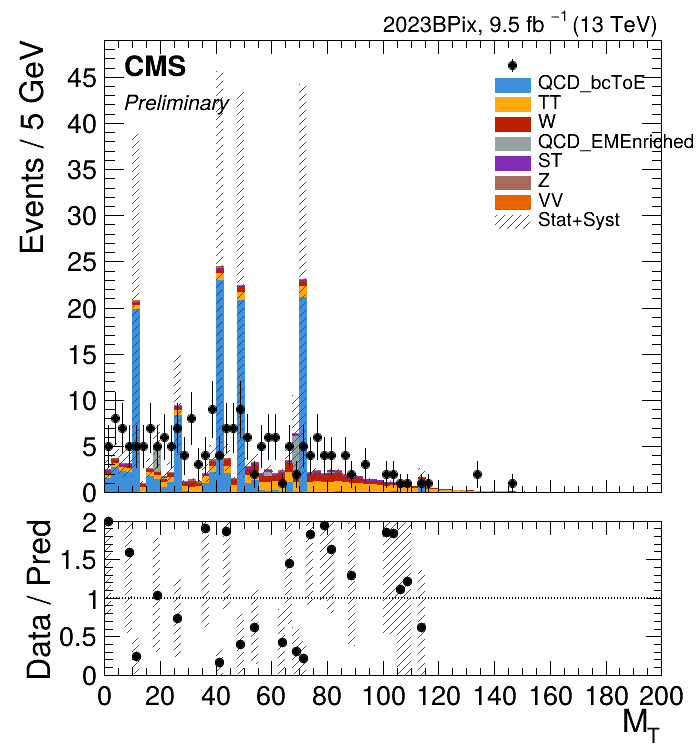 2023BPix, 9.5 fb⁻¹ (13 TeV)
CMS
Preliminary
Events / 5 GeV
45
40
35
30
25
20
15
10
5
0
QCD_bcToE
TT
W
QCD_EMEnriched
ST
Z
VV
Stat+Syst
Data / Pred
2
1.5
1
0.5
0
0 20 40 60 80 100 120 140 160 180 200
M_T